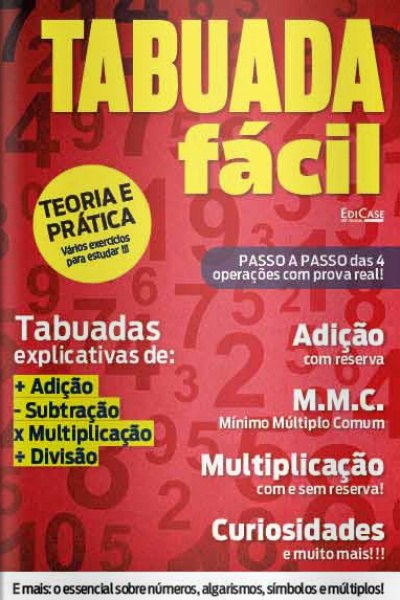 TABUADA
fácil
EDICASE
TEORIA E
PRÁTICA
Vários exercícios
para estudar !!!
PASSO A PASSO das 4
operações com prova real!
Tabuadas
explicativas de:
+ Adição
- Subtração
x Multiplicação
÷ Divisão
Adição
com reserva
M.M.C.
Mínimo Múltiplo Comum
Multiplicação
com e sem reserva!
Curiosidades
e muito mais!!!
E mais: o essencial sobre números, algarismos, símbolos e múltiplos!